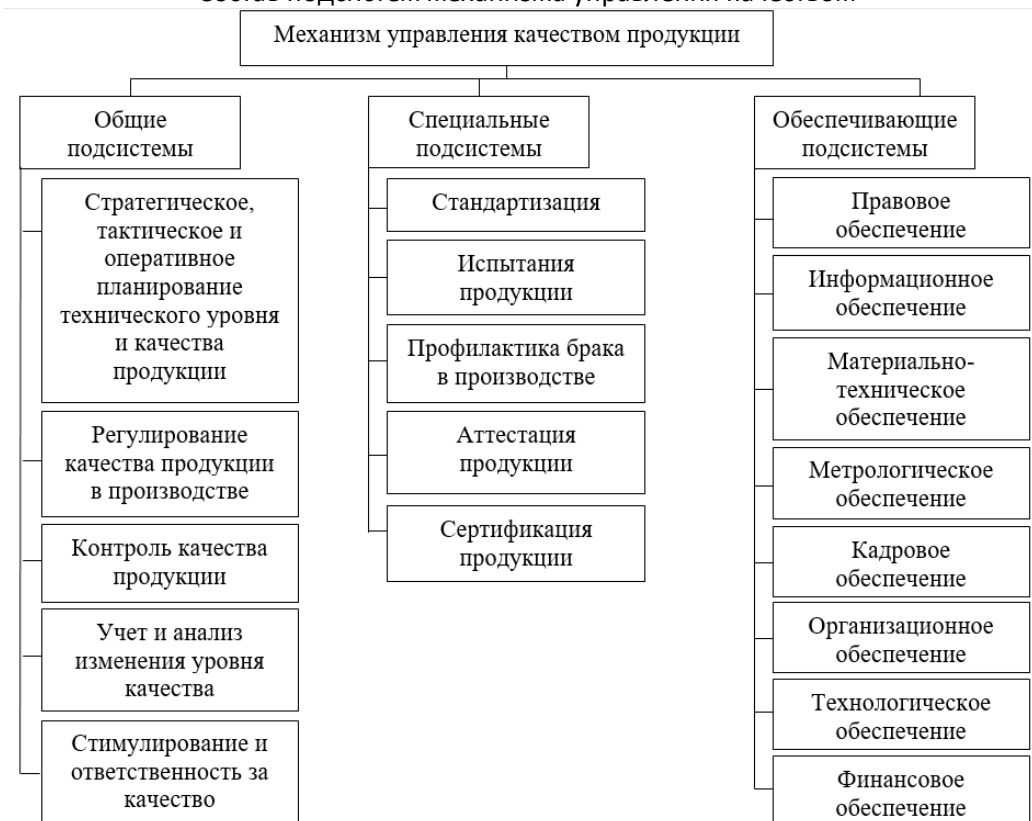 Механизм управления качеством продукции
Общие
подсистемы
Стратегическое,
тактическое и
оперативное
планирование
технического уровня
и качества
продукции
Регулирование
качества продукции
в производстве
Контроль качества
продукции
Учет и анализ
изменения уровня
качества
Стимулирование и
ответственность за
качество
Специальные
подсистемы
Стандартизация
Испытания
продукции
Профилактика брака
в производстве
Аттестация
продукции
Сертификация
продукции
Обеспечивающие
подсистемы
Правовое
обеспечение
Информационное
обеспечение
Материально-
техническое
обеспечение
Метрологическое
обеспечение
Кадровое
обеспечение
Организационное
обеспечение
Технологическое
обеспечение
Финансовое
обеспечение